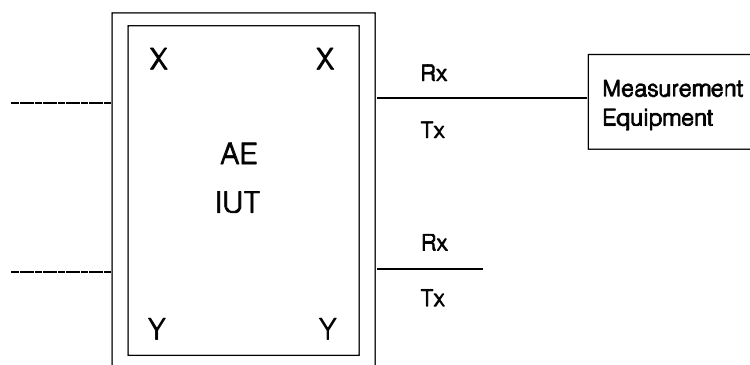 X X
Rx
Measurement
Equipment
Tx
AE
IUT
Rx
Tx
Y Y